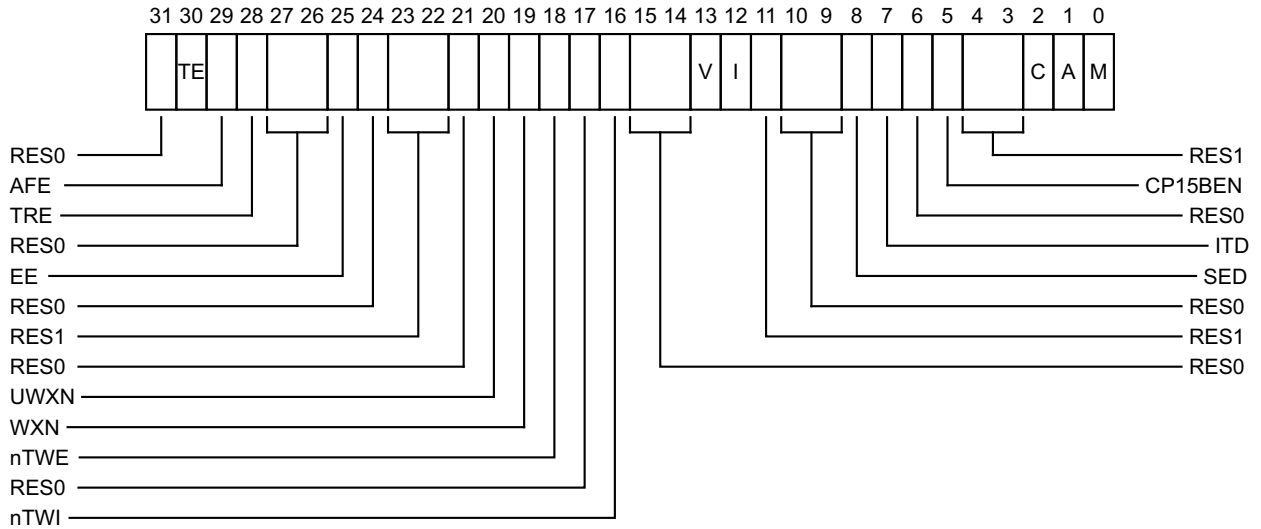 31 30 29 28 27 26 25 24 23 22 21 20 19 18 17 16 15 14 13 12 11 10 9 8 7 6 5 4 3 2 1 0
TE V I C A M
RES0 RES1
AFE CP15BEN
TRE RES0
RES0 ITD
EE SED
RES0 RES0
RES1 RES1
RES0 RES0
UWXN
WXN
nTWE
RES0
nTWI